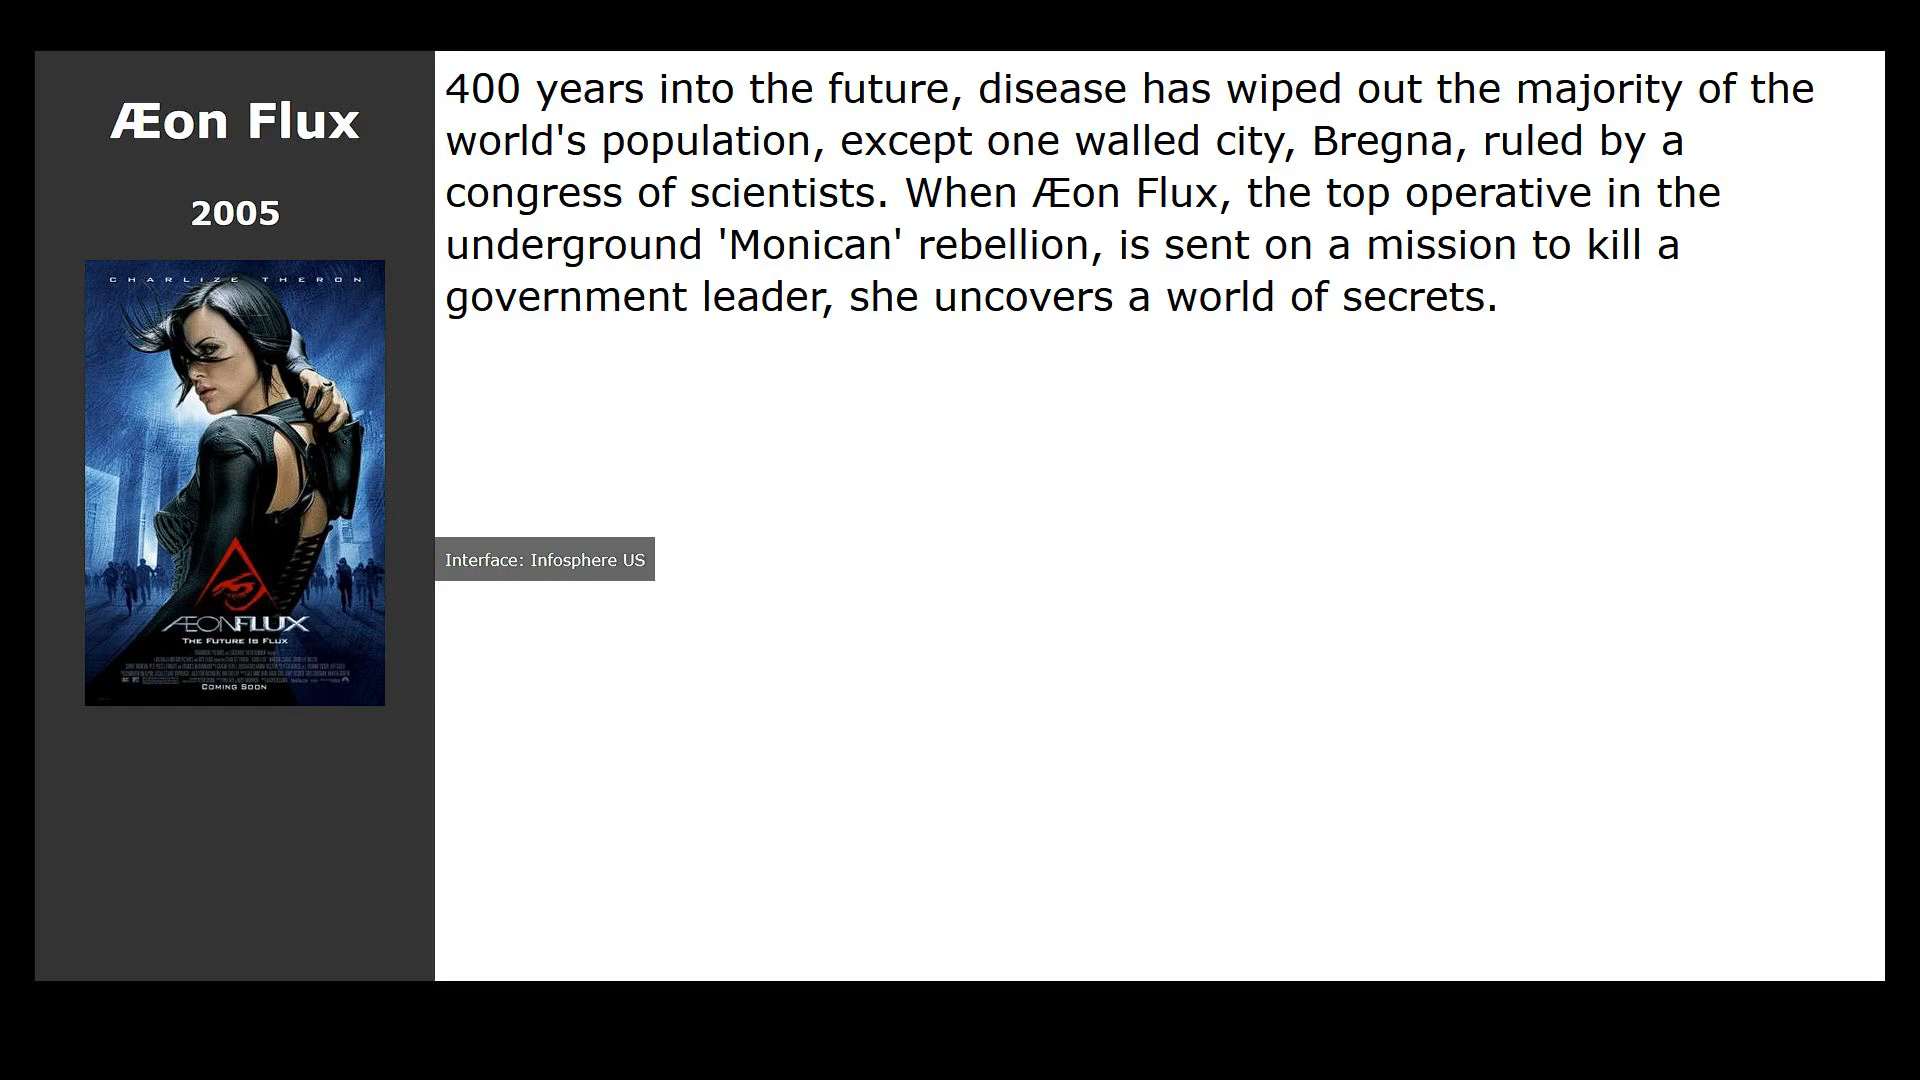 Æon Flux
2005
CHARLIZE THERON
ÆONFLUX
THE FUTURE IS FLUX
COMING SOON
400 years into the future, disease has wiped out the majority of the
world's population, except one walled city, Bregna, ruled by a
congress of scientists. When Æon Flux, the top operative in the
underground 'Monican' rebellion, is sent on a mission to kill a
government leader, she uncovers a world of secrets.
Interface: Infosphere US